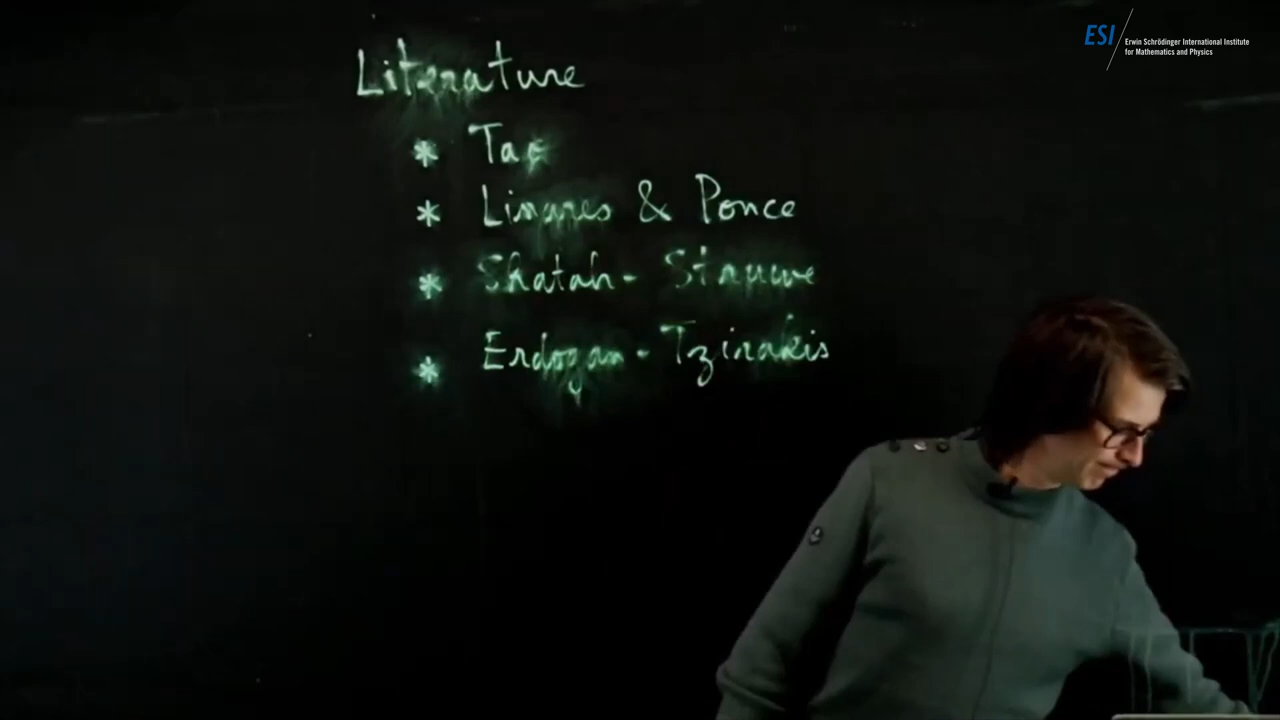 ESI Erwin Schrödinger International Institute
for Mathematics and Physics
Literature
* Tao
* Linares & Ponce
* Shatah - Struwe
* Erdogan - Tzirakis